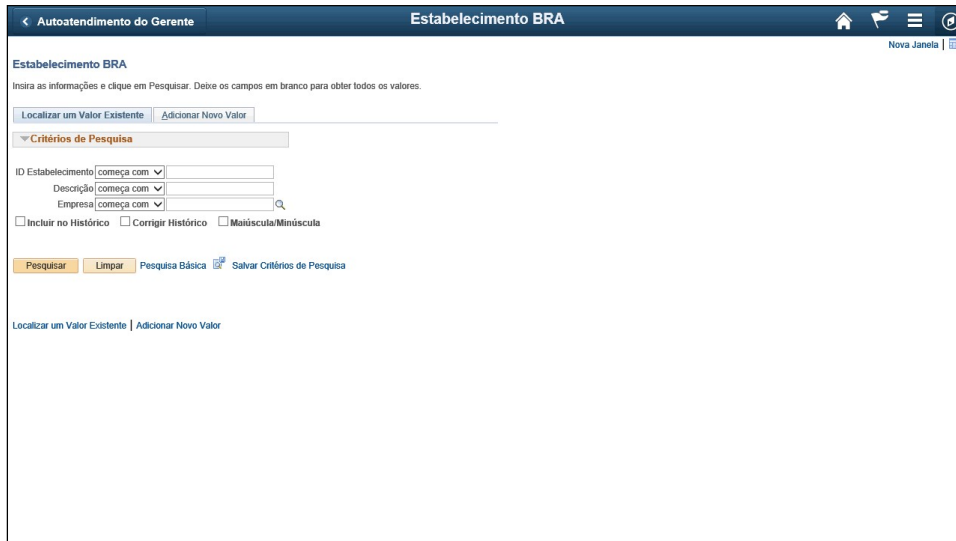 Autoatendimento do Gerente Estabelecimento BRA
Nova Janela |
Estabelecimento BRA
Insira as informações e clique em Pesquisar. Deixe os campos em branco para obter todos os valores.
Localizar um Valor Existente Adicionar Novo Valor
Critérios de Pesquisa
ID Estabelecimento começa com
Descrição começa com
Empresa começa com
Incluir no Histórico Corrigir Histórico Maiúscula/Minúscula
Pesquisar Limpar Pesquisa Básica Salvar Critérios de Pesquisa
Localizar um Valor Existente | Adicionar Novo Valor